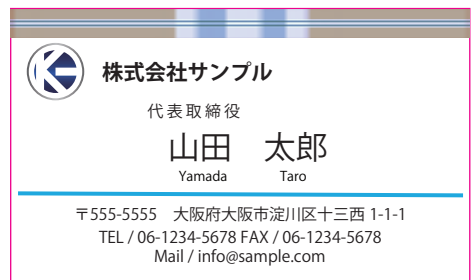 株式会社サンプル
代表取締役
山田　太郎
Yamada Taro
〒555-5555　大阪府大阪市淀川区十三西 1-1-1
TEL / 06-1234-5678 FAX / 06-1234-5678
Mail / info@sample.com